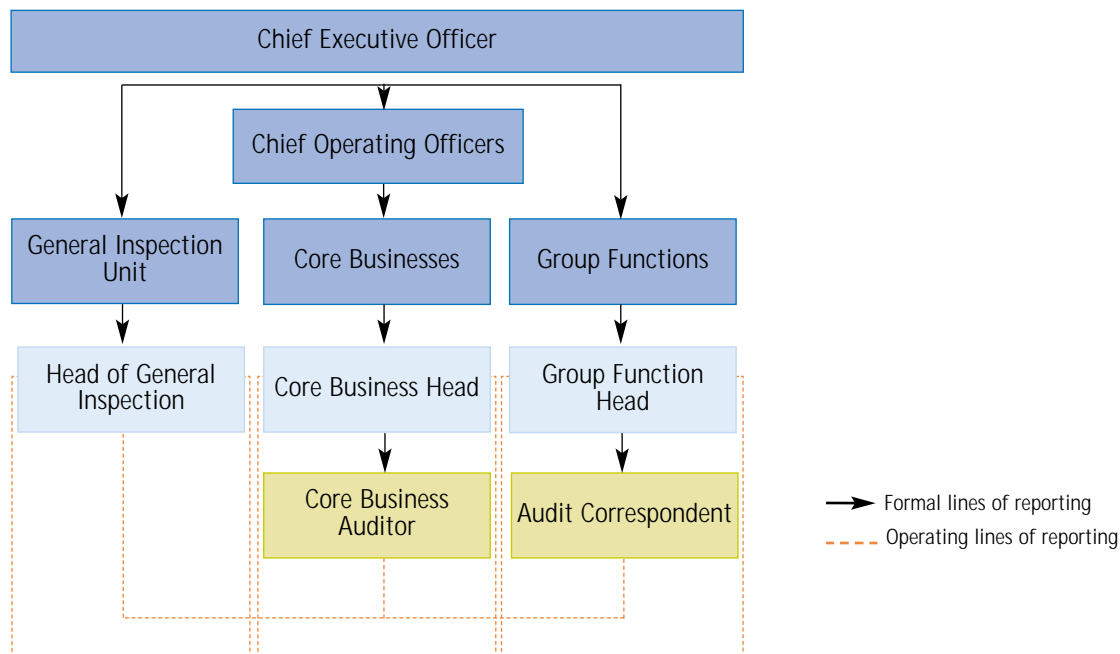 Chief Executive Officer
Chief Operating Officers
General Inspection
Unit
Core Businesses
Group Functions
Head of General
Inspection
Core Business Head
Group Function
Head
Core Business
Auditor
Audit Correspondent
Formal lines of reporting
Operating lines of reporting